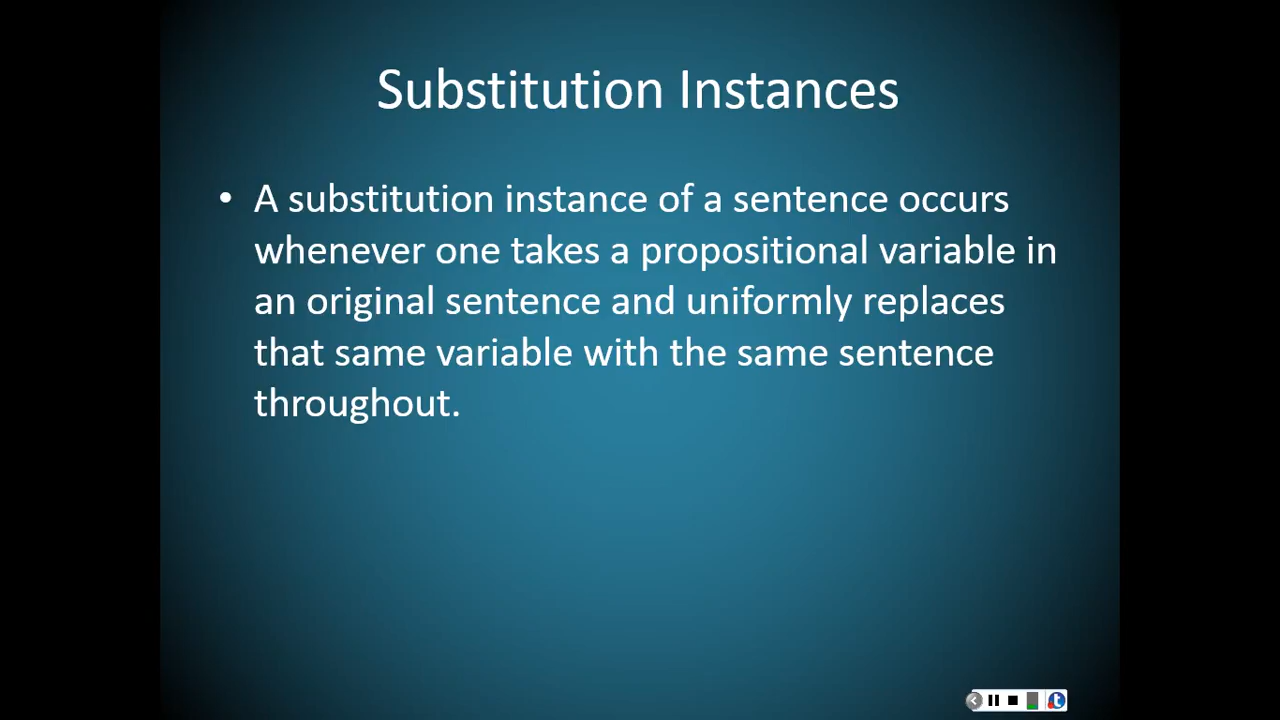 Substitution Instances
• A substitution instance of a sentence occurs
whenever one takes a propositional variable in
an original sentence and uniformly replaces
that same variable with the same sentence
throughout.
t